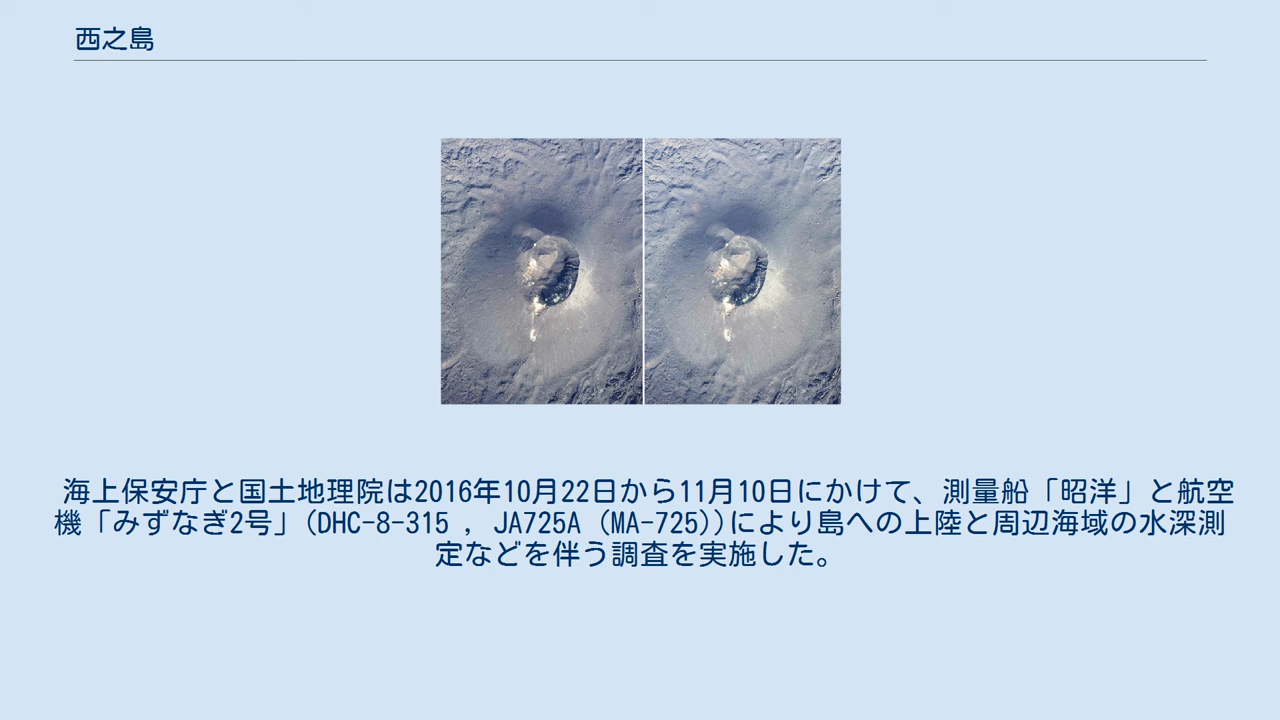 西之島
海上保安庁と国土地理院は2016年10月22日から11月10日にかけて、測量船「昭洋」と航空
機「みずなぎ2号」(DHC-8-315 , JA725A (MA-725))により島への上陸と周辺海域の水深測
定などを伴う調査を実施した。